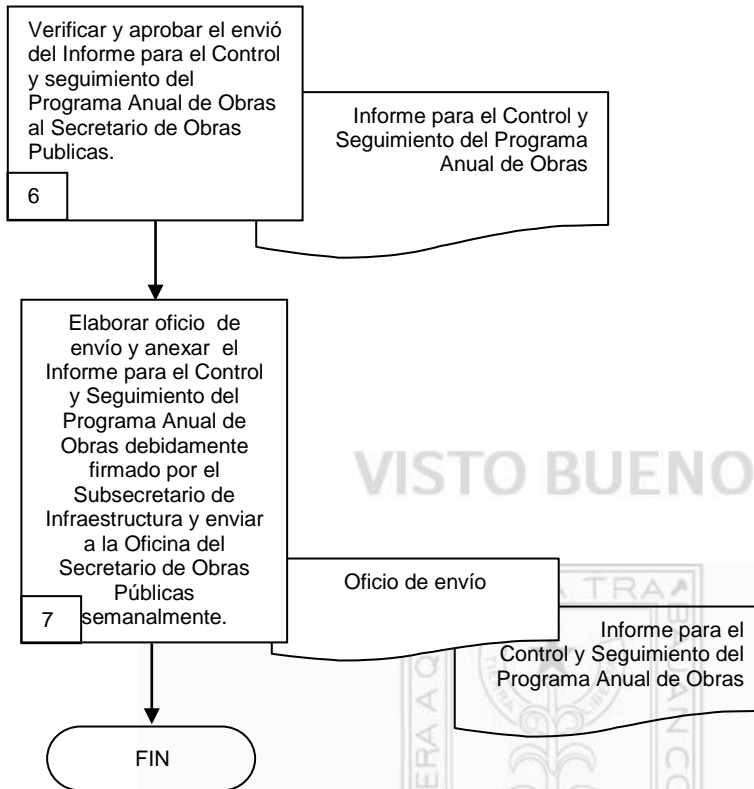 Verificar y aprobar el envió
del Informe para el Control
y seguimiento del
Programa Anual de Obras
al Secretario de Obras
Publicas.
6
Informe para el Control y
Seguimiento del Programa
Anual de Obras
Elaborar oficio de
envío y anexar el
Informe para el Control
y Seguimiento del
Programa Anual de
Obras debidamente
firmado por el
Subsecretario de
Infraestructura y enviar
a la Oficina del
Secretario de Obras
Públicas
semanalmente.
7
VISTO BUENO
Oficio de envío
Informe para el
Control y Seguimiento del
Programa Anual de Obras
FIN